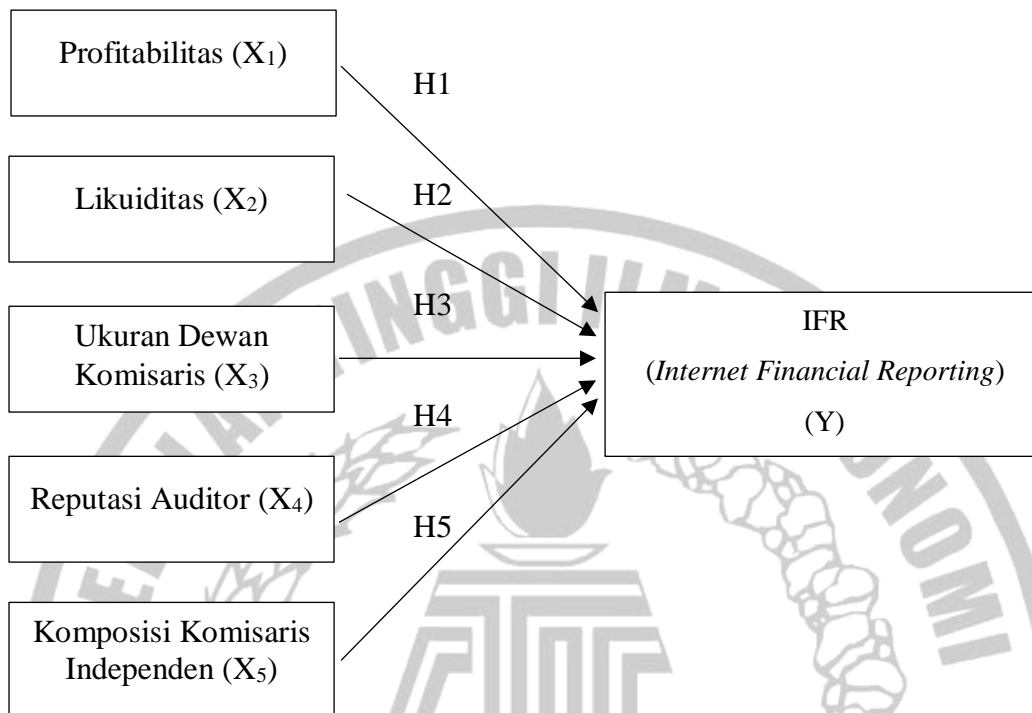 Profitabilitas (X₁)
H1
Likuiditas (X₂)
H2
Ukuran Dewan
Komisaris (X₃)
H3
IFR
(Internet Financial Reporting)
(Y)
Reputasi Auditor (X₄)
H4
Komposisi Komisaris
Independen (X₅)
H5